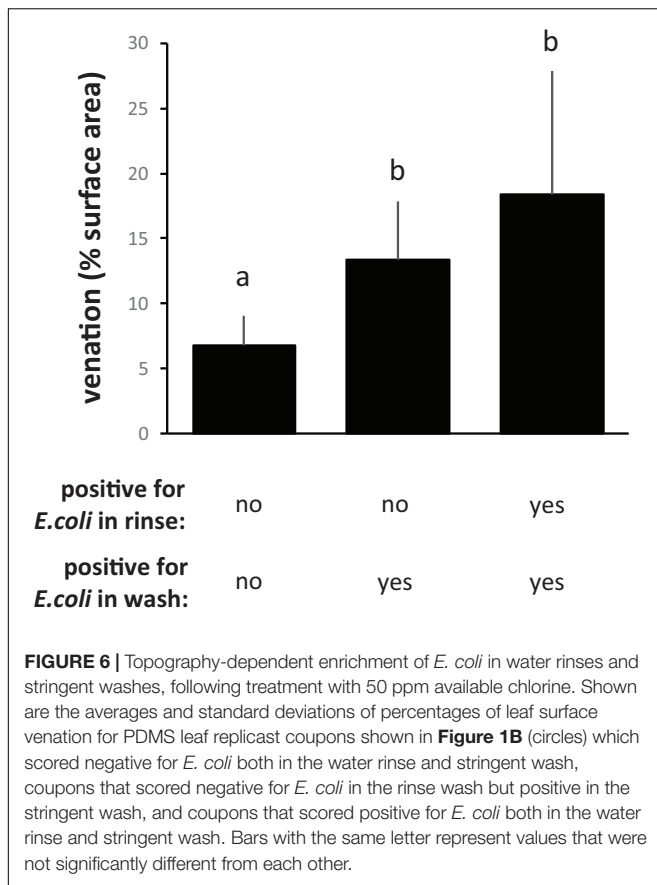 30
25
20
15
10
5
0
venation (% surface area)
a
b
b
positive for
E.coli in rinse:
no
no
yes
positive for
E.coli in wash:
no
yes
yes
FIGURE 6 | Topography-dependent enrichment of E. coli in water rinses and
stringent washes, following treatment with 50 ppm available chlorine. Shown
are the averages and standard deviations of percentages of leaf surface
venation for PDMS leaf replicast coupons shown in Figure 1B (circles) which
scored negative for E. coli both in the water rinse and stringent wash,
coupons that scored negative for E. coli in the rinse wash but positive in the
stringent wash, and coupons that scored positive for E. coli both in the water
rinse and stringent wash. Bars with the same letter represent values that were
not significantly different from each other.